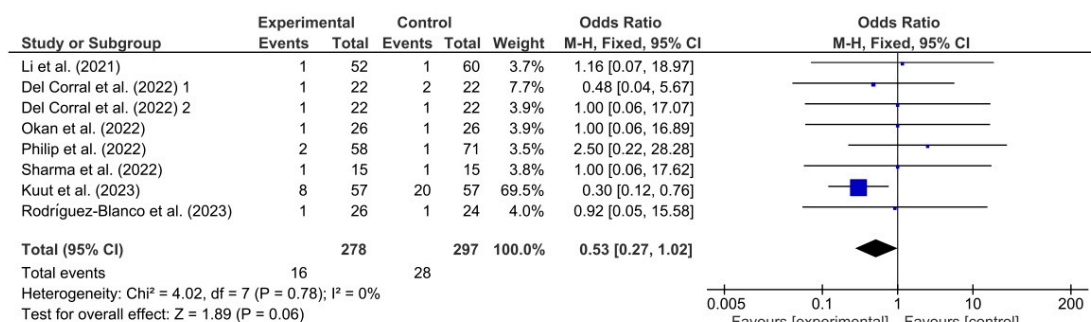 Experimental Control Odds Ratio Odds Ratio
Study or Subgroup Events Total Events Total Weight M-H, Fixed, 95% CI M-H, Fixed, 95% CI
Li et al. (2021) 1 52 1 60 3.7% 1.16 [0.07, 18.97]
Del Corral et al. (2022) 1 1 22 2 22 7.7% 0.48 [0.04, 5.67]
Del Corral et al. (2022) 2 1 22 1 22 3.9% 1.00 [0.06, 17.07]
Okan et al. (2022) 1 26 1 26 3.9% 1.00 [0.06, 16.89]
Philip et al. (2022) 2 58 1 71 3.5% 2.50 [0.22, 28.28]
Sharma et al. (2022) 1 15 1 15 3.8% 1.00 [0.06, 17.62]
Kuut et al. (2023) 8 57 20 57 69.5% 0.30 [0.12, 0.76]
Rodríguez-Blanco et al. (2023) 1 26 1 24 4.0% 0.92 [0.05, 15.58]
Total (95% CI) 278 297 100.0% 0.53 [0.27, 1.02]
Total events 16 28
Heterogeneity: Chi² = 4.02, df = 7 (P = 0.78); I² = 0%
Test for overall effect: Z = 1.89 (P = 0.06)
0.005 0.1 1 10 200
Favours [experimental] Favours [control]